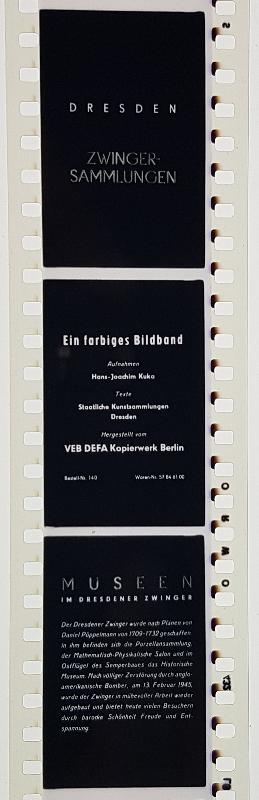 DRESDEN
ZWINGER-
SAMMLUNGEN
Ein farbiges Bildband
Aufnahmen
Hans-Joachim Kuka
Texte
Staatliche Kunstsammlungen
Dresden
Hergestellt vom
VEB DEFA Kopierwerk Berlin
Bestell-Nr. 140 Waren-Nr. 57 84 61 00
MUSEEN
IM DRESDENER ZWINGER
Der Dresdener Zwinger wurde nach Plänen von
Daniel Pöppelmann von 1709-1732 geschaffen.
In ihm befinden sich die Porzellansammlung,
der Mathematisch-Physikalische Salon und im
Ostflügel des Semperbaues das Historische
Museum. Nach völliger Zerstörung durch anglo-
amerikanische Bomber, am 13. Februar 1945,
wurde der Zwinger in mühevoller Arbeit wieder
aufgebaut und bietet heute vielen Besuchern
durch barocke Schönheit Freude und Ent-
spannung.